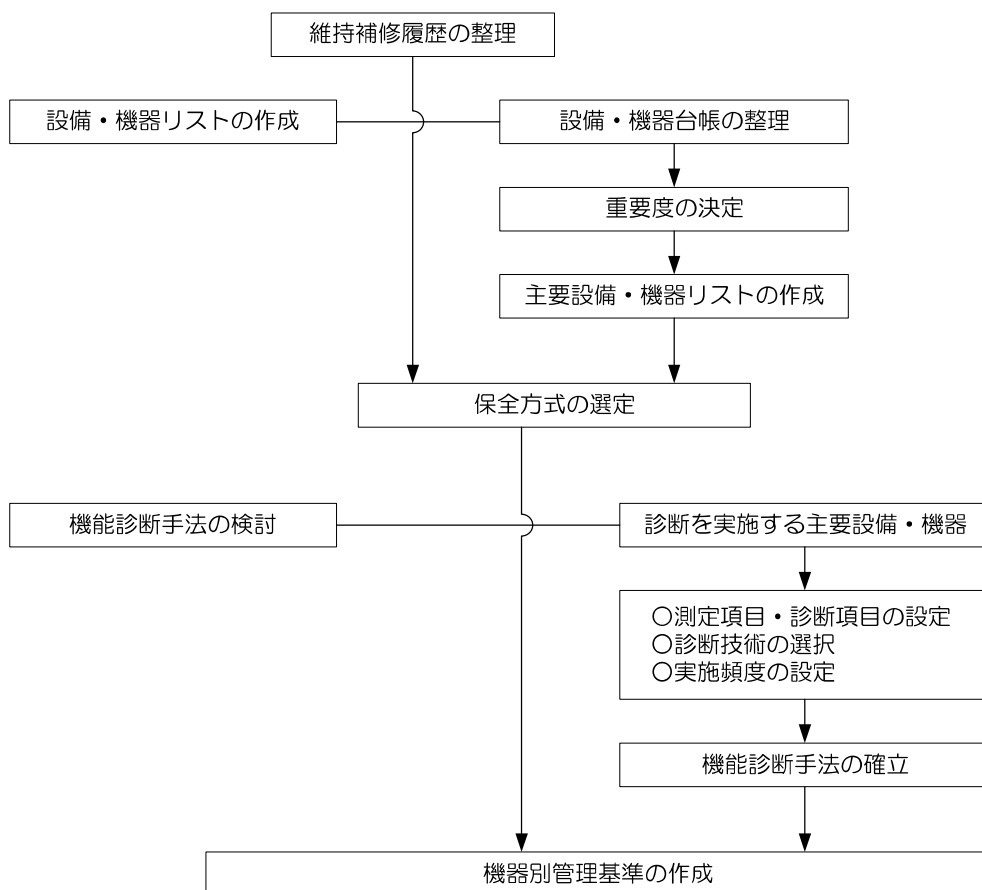 維持補修履歴の整理
設備・機器リストの作成
設備・機器台帳の整理
重要度の決定
主要設備・機器リストの作成
保全方式の選定
機能診断手法の検討
診断を実施する主要設備・機器
○測定項目・診断項目の設定
○診断技術の選択
○実施頻度の設定
機能診断手法の確立
機器別管理基準の作成